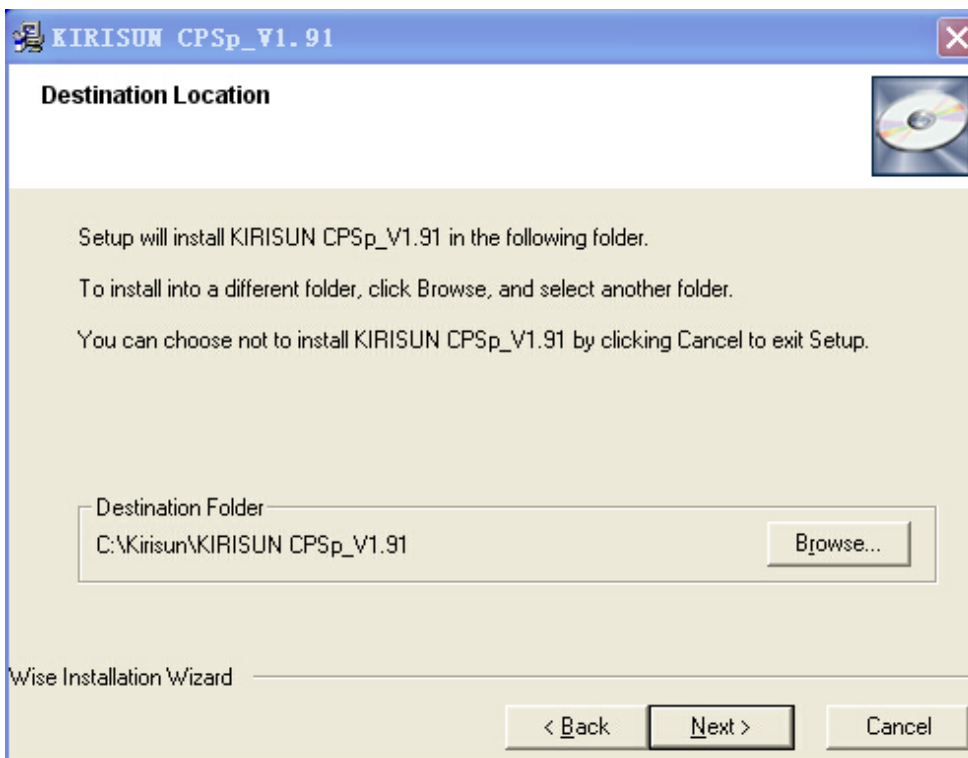 KIRISUN CPSp_V1.91
Destination Location
Setup will install KIRISUN CPSp_V1.91 in the following folder.
To install into a different folder, click Browse, and select another folder.
You can choose not to install KIRISUN CPSp_V1.91 by clicking Cancel to exit Setup.
Destination Folder
C:\Kirisun\KIRISUN CPSp_V1.91
Browse...
Wise Installation Wizard
< Back
Next >
Cancel